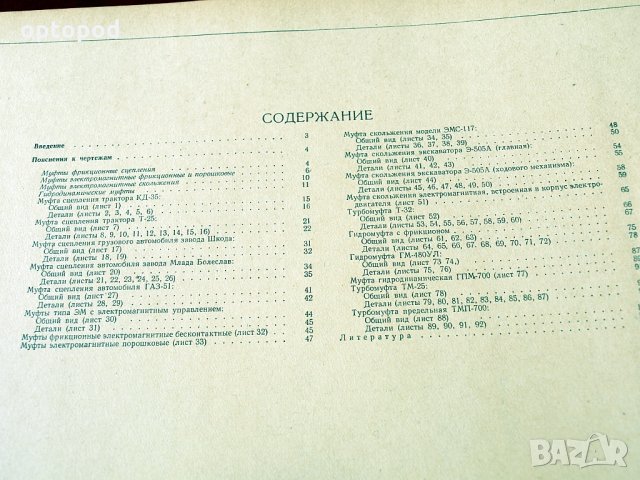 optopod
СОДЕРЖАНИЕ
Введение 3
Пояснения к чертежам 4
Муфты фрикционные сцепления 4
Муфты электромагнитные фрикционные и порошковые 6
Муфты электромагнитные скольжения 10
Гидродинамические муфты 11
Муфта сцепления трактора КД-35: 15
Общий вид (лист 1) 16
Детали (листы 2, 3, 4, 5, 6)
Муфта сцепления трактора Т-25: 21
Общий вид (лист 7) 22
Детали (листы 8, 9, 10, 11, 12, 13, 14, 15, 16)
Муфта сцепления грузового автомобиля завода Шкода:
Общий вид (лист 17) 31
Детали (листы 18, 19) 32
Муфта сцепления автомобиля завода Млада Болеслав:
Общий вид (лист 20) 34
Детали (листы 21, 22, 23, 24, 25, 26) 35
Муфта сцепления автомобиля ГАЗ-51:
Общий вид (лист 27) 41
Детали (листы 28, 29) 42
Муфты типа ЭМ с электромагнитным управлением:
Общий вид (лист 30) 44
Детали (лист 31) 45
Муфты фрикционные электромагнитные бесконтактные (лист 32) 45
Муфты электромагнитные порошковые (лист 33) 47
Муфта скольжения модели ЭМС-117: 48
Общий вид (листы 34, 35) 50
Детали (листы 36, 37, 38, 39)
Муфта скольжения экскаватора Э-505А (главная): 54
Общий вид (лист 40) 55
Детали (листы 41, 42, 43)
Муфта скольжения экскаватора Э-505А (ходового механизма): 58
Общий вид (лист 44) 59
Детали (листы 45, 46, 47, 48, 49, 50)
Муфта скольжения электромагнитная, встроенная в корпус электро-
двигателя (лист 51) 65
Турбомуфта Т-32:
Общий вид (лист 52) 66
Детали (листы 53, 54, 55, 56, 57, 58, 59, 60) 67
Гидромуфта с фрикционом:
Общий вид (листы 61, 62, 63) 75
Детали (листы 64, 65, 66, 67, 68, 69, 70, 71, 72) 78
Гидромуфта ГМ-480УЛ:
Общий вид (листы 73, 74,)
Детали (листы 75, 76)
Муфта гидродинамическая ГПМ-700 (лист 77)
Турбомуфта ТМ-25:
Общий вид (лист 78)
Детали (листы 79, 80, 81, 82, 83, 84, 85, 86, 87)
Турбомуфта предельная ТМП-700:
Общий вид (лист 88)
Детали (листы 89, 90, 91, 92)
Литература
BAZAR